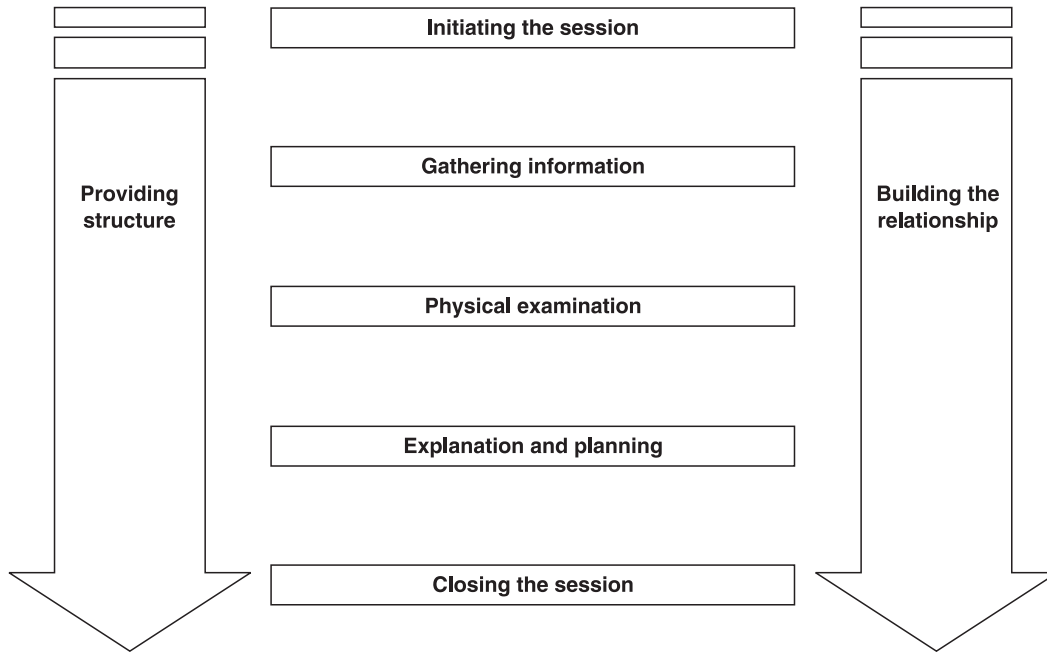 Initiating the session
Gathering information
Providing
structure
Building the
relationship
Physical examination
Explanation and planning
Closing the session